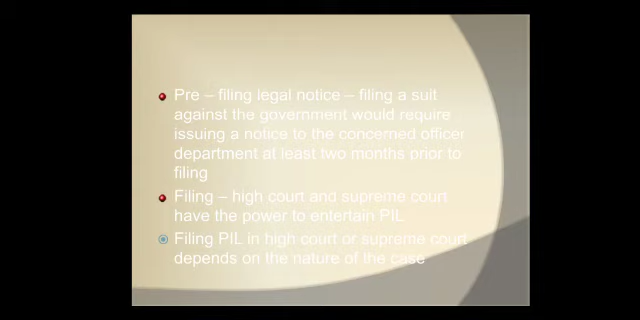 Pre – filing legal notice – filing a suit
against the government would require
issuing a notice to the concerned officer
department at least two months prior to
filing
Filing – high court and supreme court
have the power to entertain PIL
Filing PIL in high court or supreme court
depends on the nature of the case